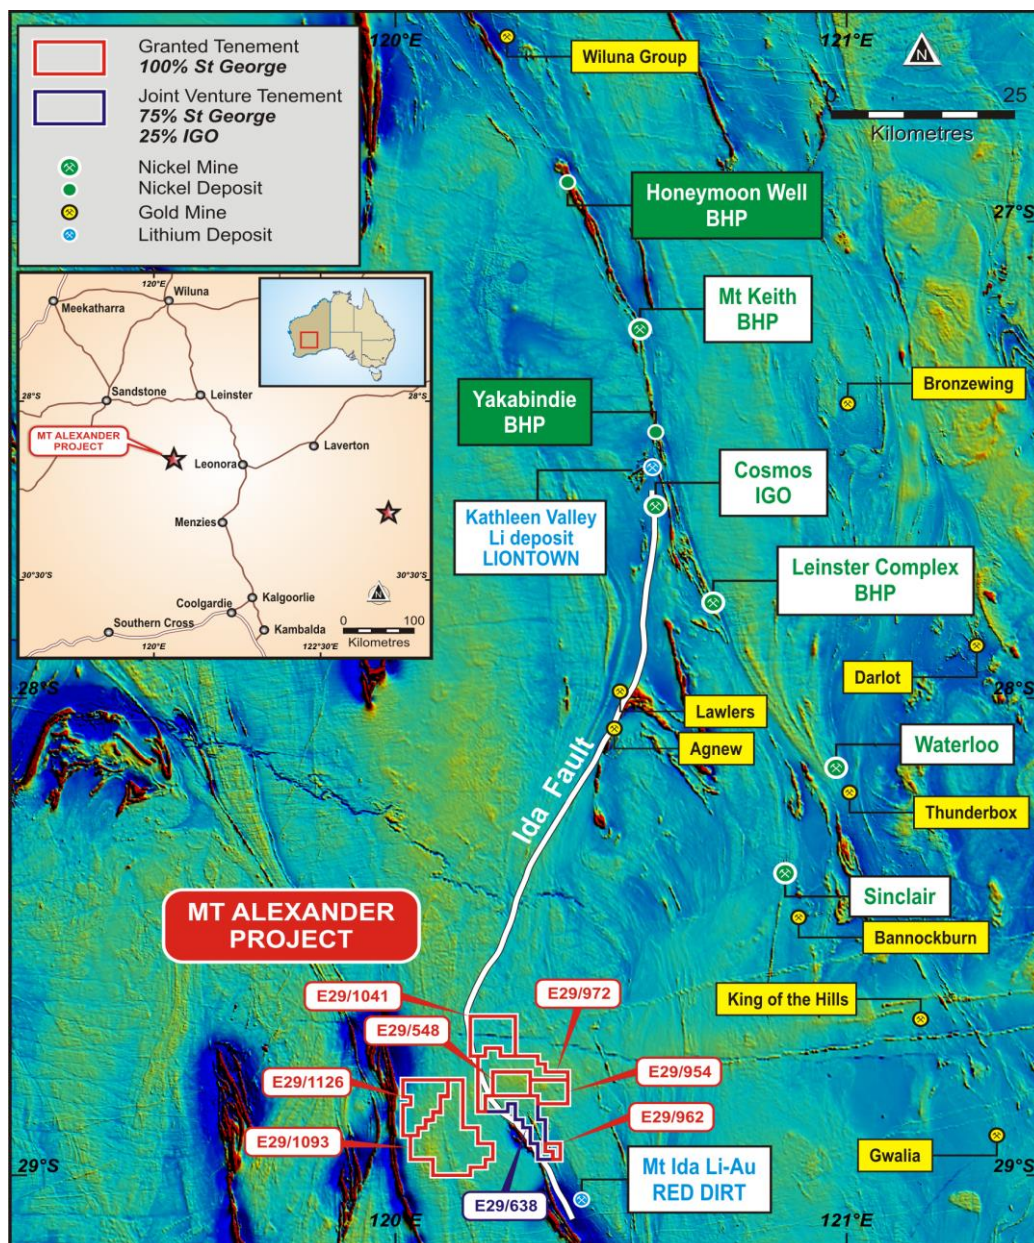 Granted Tenement
100% St George
Joint Venture Tenement
75% St George
25% IGO
Nickel Mine
Nickel Deposit
Gold Mine
Lithium Deposit
120°E
121°E
Wiluna Group
N
25
Kilometres
Honeymoon Well
BHP
27°S
Mt Keith
BHP
120°E
Wiluna
Meekatharra
28°S
Sandstone
Leinster
MT ALEXANDER
PROJECT
Laverton
Leonora
Menzies
30°30'S
30°30'S
Kalgoorlie
Coolgardie
Southern Cross
Kambalda
N
0
100
Kilometres
120°E
122°30'E
Bronzewing
Yakabindie
BHP
Cosmos
IGO
Kathleen Valley
Li deposit
LIONTOWN
Leinster Complex
BHP
28°S
28°S
Darlot
Lawlers
Agnew
Waterloo
Thunderbox
Ida Fault
Sinclair
Bannockburn
MT ALEXANDER
PROJECT
King of the Hills
E29/1041
E29/972
E29/548
E29/954
E29/1126
E29/962
E29/1093
E29/638
Mt Ida Li-Au
RED DIRT
Gwalia
29°S
29°S
120°E
121°E